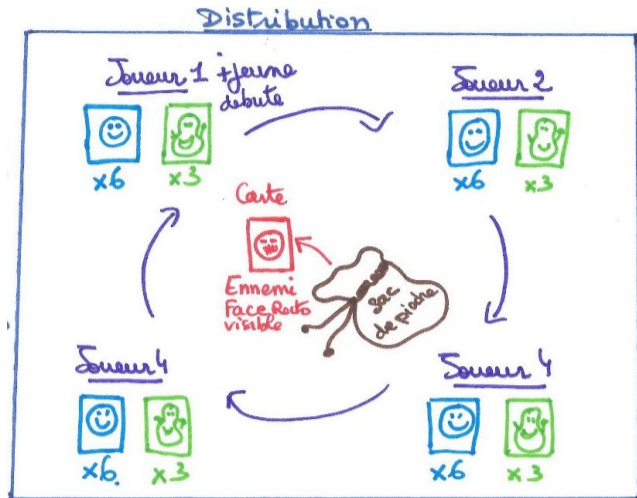 Distribution
Joueur 1 + jeune
débute
x6 x3
Joueur 2
x6 x3
Carte
Ennemi
Face Recto
visible
Sac
de pioche
Joueur 4
x6. x3
Joueur 4
x6 x3